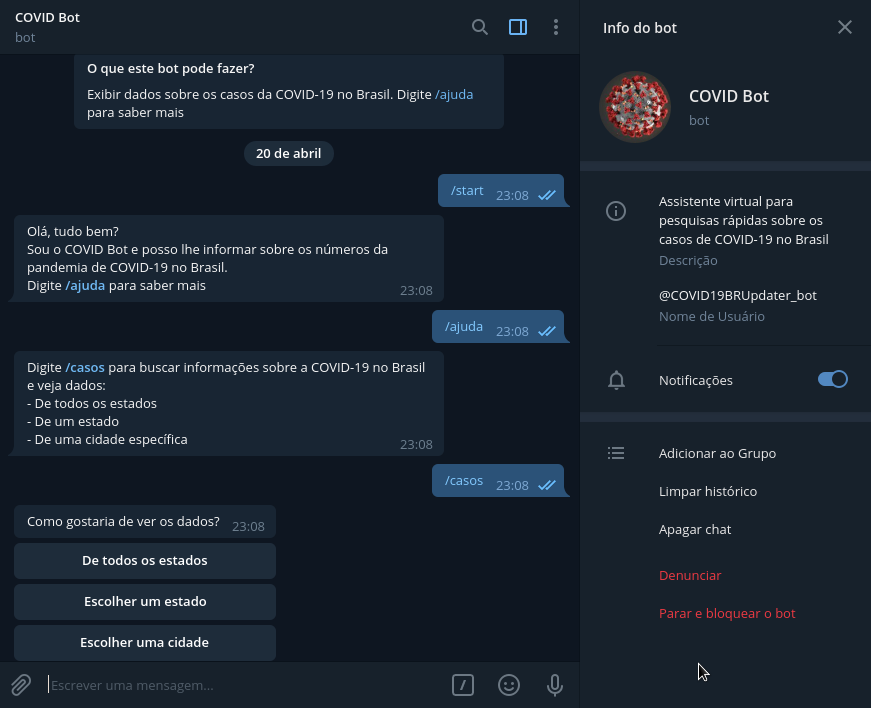 COVID Bot
bot
O que este bot pode fazer?
Exibir dados sobre os casos da COVID-19 no Brasil. Digite /ajuda
para saber mais
20 de abril
/start 23:08
Olá, tudo bem?
Sou o COVID Bot e posso lhe informar sobre os números da
pandemia de COVID-19 no Brasil.
Digite /ajuda para saber mais
23:08
/ajuda 23:08
Digite /casos para buscar informações sobre a COVID-19 no Brasil
e veja dados:
- De todos os estados
- De um estado
- De uma cidade específica
23:08
/casos 23:08
Como gostaria de ver os dados? 23:08
De todos os estados
Escolher um estado
Escolher uma cidade
Escrever uma mensagem...
Info do bot
COVID Bot
bot
Assistente virtual para
pesquisas rápidas sobre os
casos de COVID-19 no Brasil
Descrição
@COVID19BRUpdater_bot
Nome de Usuário
Notificações
Adicionar ao Grupo
Limpar histórico
Apagar chat
Denunciar
Parar e bloquear o bot